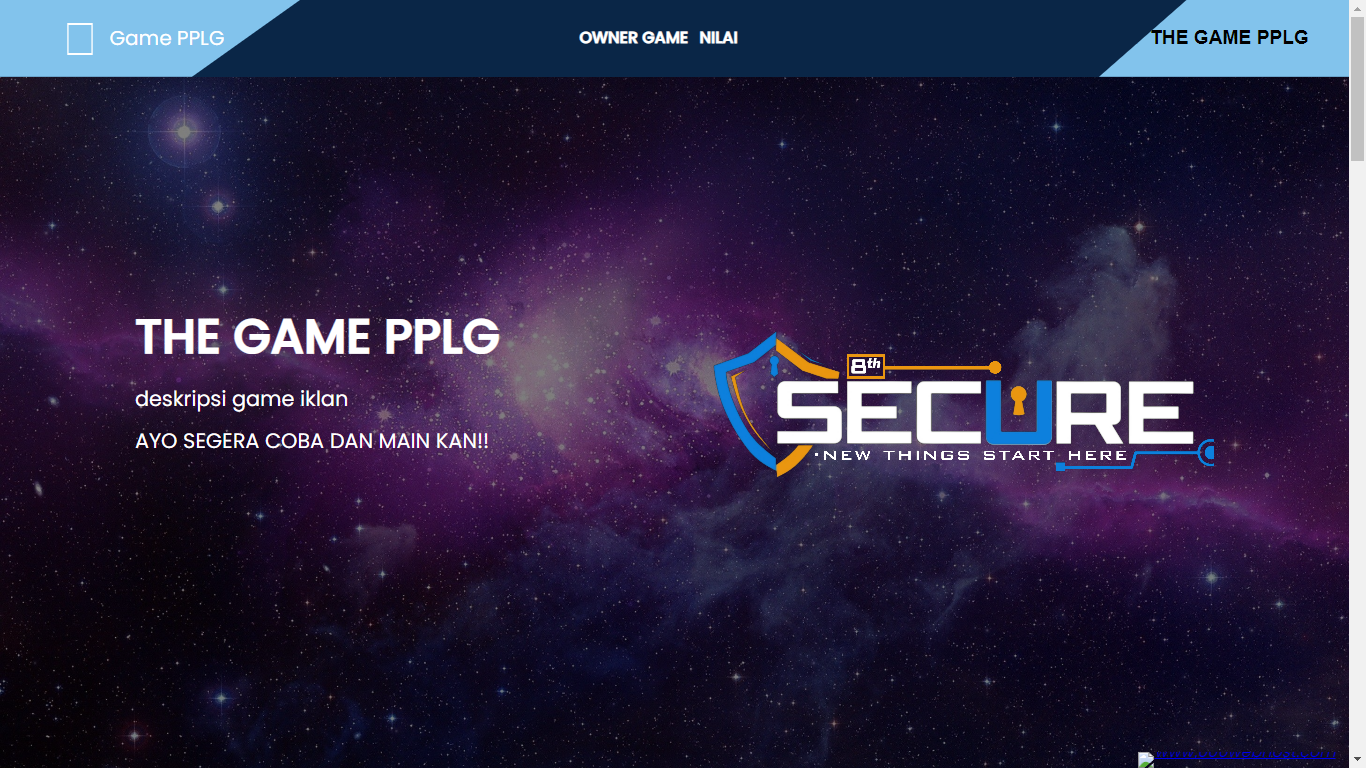 Game PPLG
OWNER GAME NILAI
THE GAME PPLG
THE GAME PPLG
deskripsi game iklan
AYO SEGERA COBA DAN MAIN KAN!!
8th
SECURE
NEW THINGS START HERE